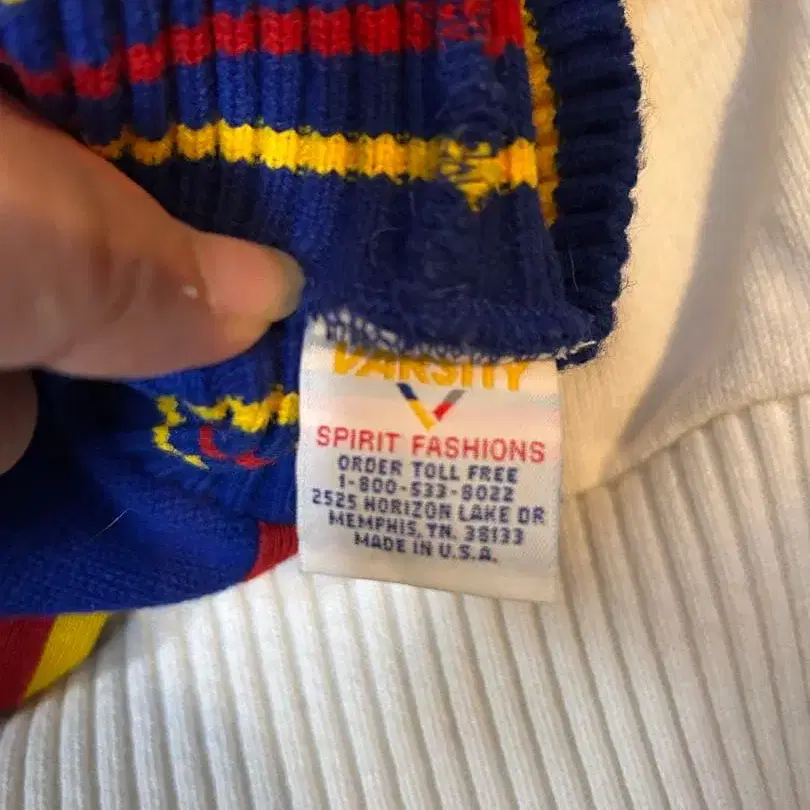 VARSITY
SPIRIT FASHIONS
ORDER TOLL FREE
1-800-533-8022
2525 HORIZON LAKE DR
MEMPHIS, TN. 38133
MADE IN U.S.A.